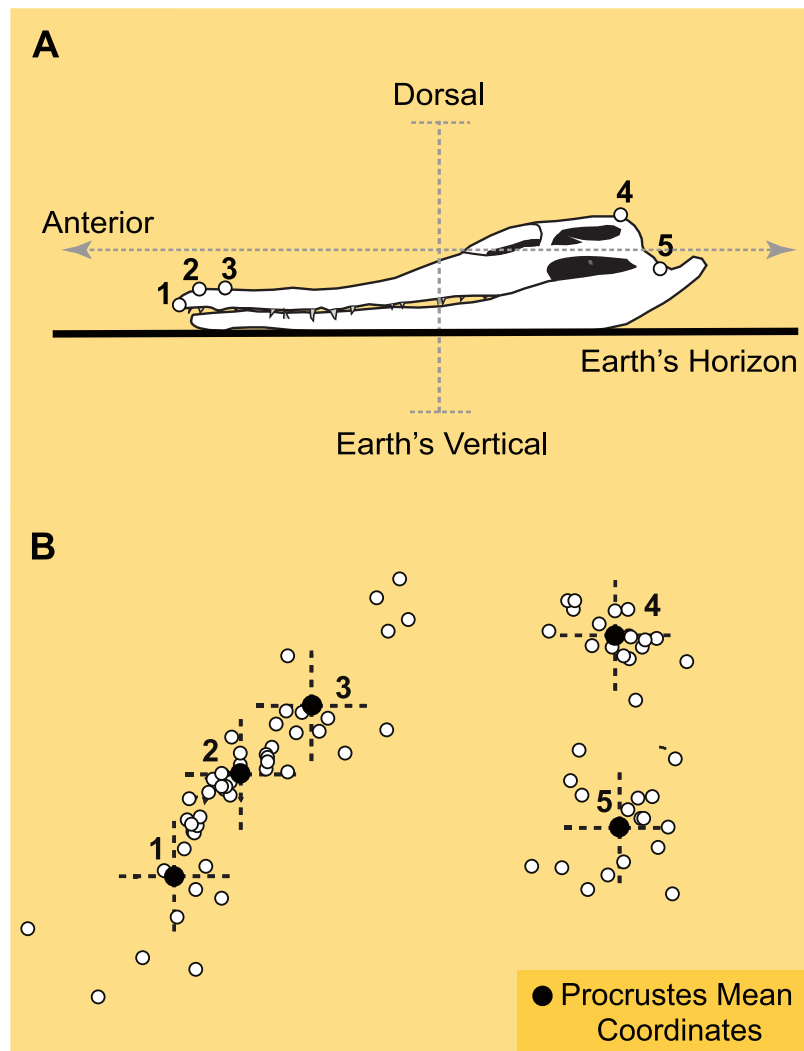 A
Dorsal
Anterior
4
2 3
5
1
Earth's Horizon
Earth's Vertical
B
4
3
2
5
1
Procrustes Mean
Coordinates